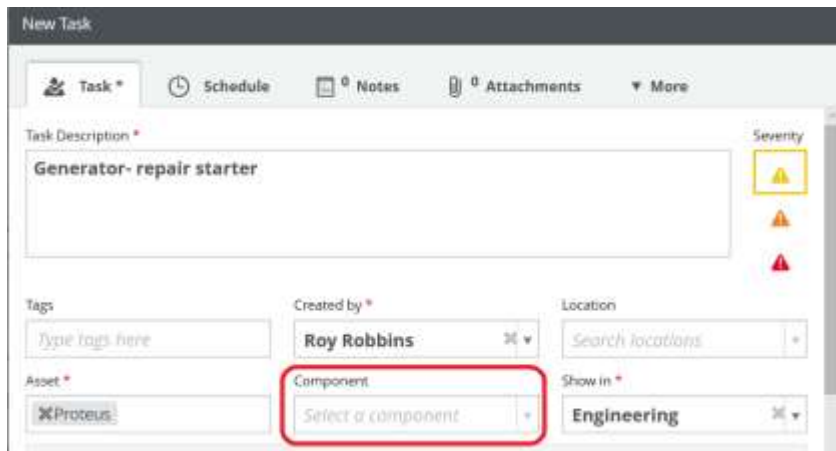 New Task
Task * Schedule 0 Notes 0 Attachments ▼ More
Task Description * Severity
Generator- repair starter
Tags Created by * Location
Type tags here Roy Robbins Search locations
Asset * Component Show in *
Proteus Select a component Engineering